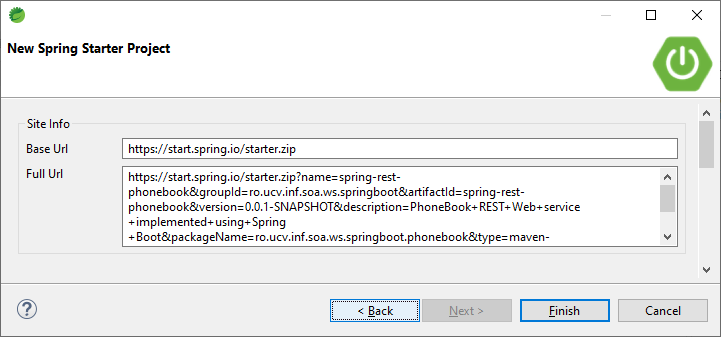 New Spring Starter Project
Site Info
Base Url
https://start.spring.io/starter.zip
Full Url
https://start.spring.io/starter.zip?name=spring-rest-
phonebook&groupId=ro.ucv.inf.soa.ws.springboot&artifactId=spring-rest-
phonebook&version=0.0.1-SNAPSHOT&description=PhoneBook+REST+Web+service
+implemented+using+Spring
+Boot&packageName=ro.ucv.inf.soa.ws.springboot.phonebook&type=maven-
?
< Back
Next >
Finish
Cancel